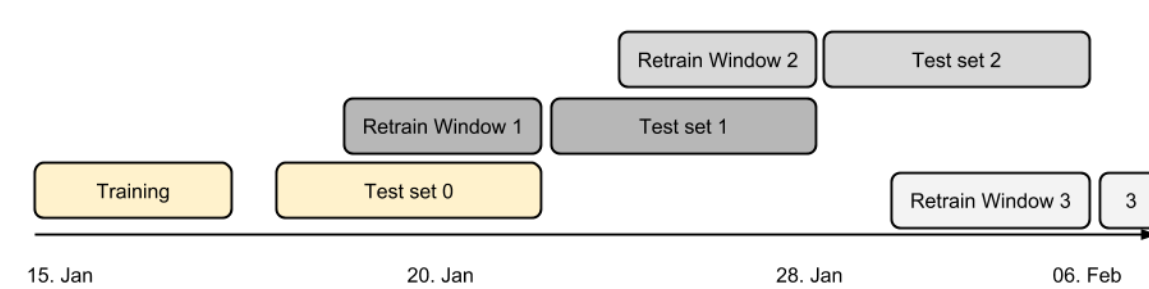 Retrain Window 2
Test set 2
Retrain Window 1
Test set 1
Training
Test set 0
Retrain Window 3
3
15. Jan
20. Jan
28. Jan
06. Feb